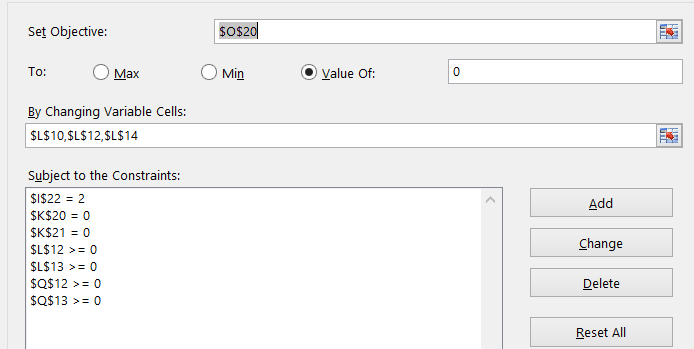 Set Objective: $O$20
To: Max Min Value Of: 0
By Changing Variable Cells:
$L$10,$L$12,$L$14
Subject to the Constraints:
$I$22 = 2
$K$20 = 0
$K$21 = 0
$L$12 >= 0
$L$13 >= 0
$Q$12 >= 0
$Q$13 >= 0
Add
Change
Delete
Reset All